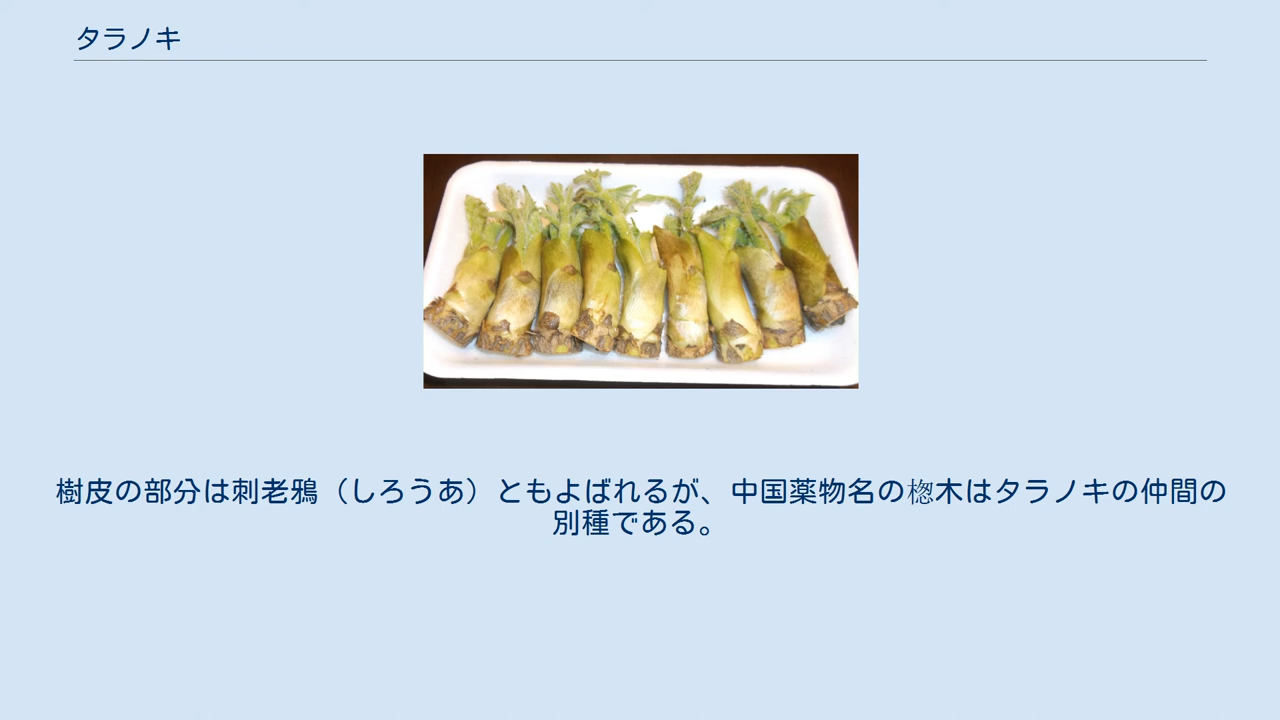 タラノキ
樹皮の部分は刺老鴉（しろうあ）ともよばれるが、中国薬物名の楤木はタラノキの仲間の
別種である。